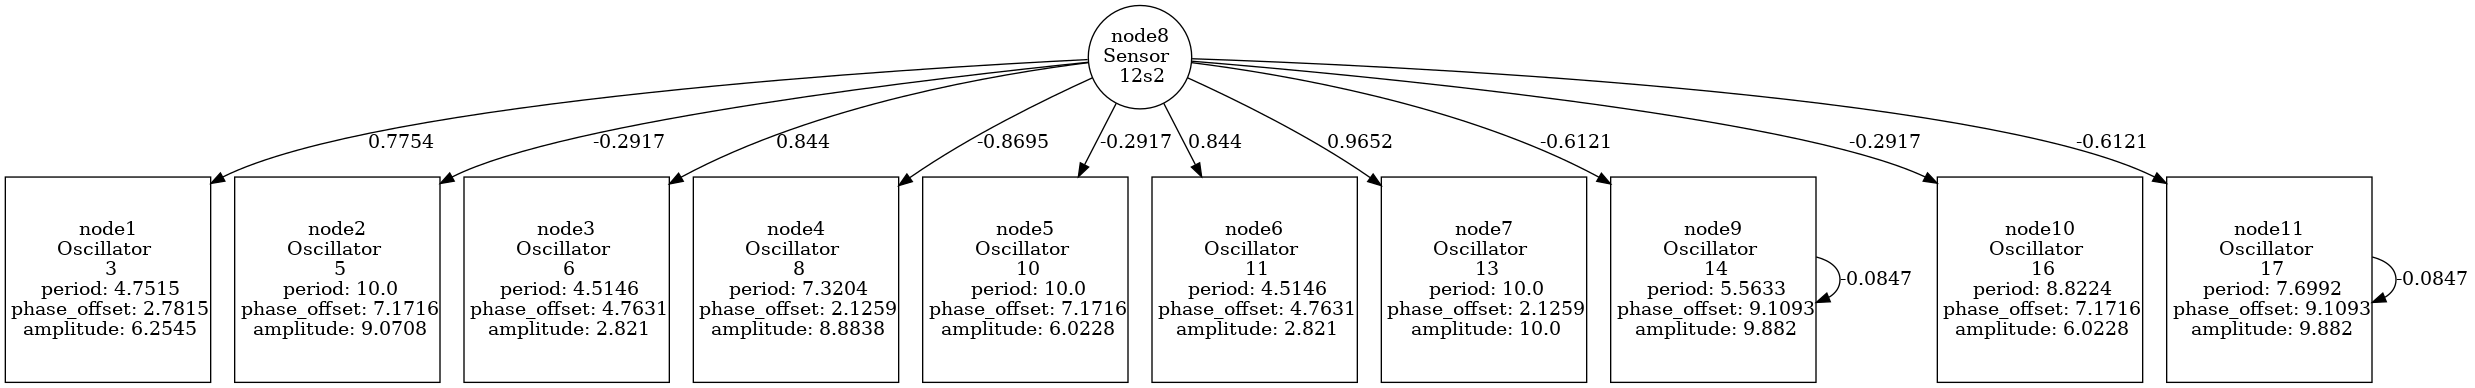 node8
Sensor
12s2
0.7754
-0.2917
0.844
-0.8695
-0.2917
0.844
0.9652
-0.6121
-0.2917
-0.6121
node1
Oscillator
3
period: 4.7515
phase_offset: 2.7815
amplitude: 6.2545
node2
Oscillator
5
period: 10.0
phase_offset: 7.1716
amplitude: 9.0708
node3
Oscillator
6
period: 4.5146
phase_offset: 4.7631
amplitude: 2.821
node4
Oscillator
8
period: 7.3204
phase_offset: 2.1259
amplitude: 8.8838
node5
Oscillator
10
period: 10.0
phase_offset: 7.1716
amplitude: 6.0228
node6
Oscillator
11
period: 4.5146
phase_offset: 4.7631
amplitude: 2.821
node7
Oscillator
13
period: 10.0
phase_offset: 2.1259
amplitude: 10.0
node9
Oscillator
14
period: 5.5633
phase_offset: 9.1093
amplitude: 9.882
-0.0847
node10
Oscillator
16
period: 8.8224
phase_offset: 7.1716
amplitude: 6.0228
node11
Oscillator
17
period: 7.6992
phase_offset: 9.1093
amplitude: 9.882
-0.0847